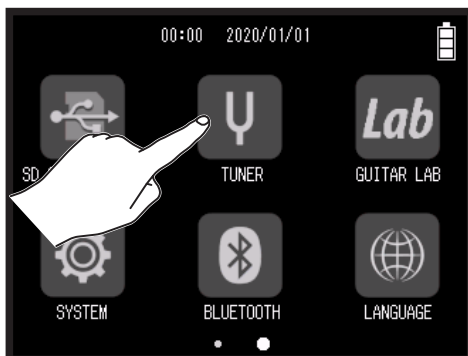 00:00 2020/01/01
Lab
SD
TUNER
GUITAR LAB
SYSTEM
BLUETOOTH
LANGUAGE